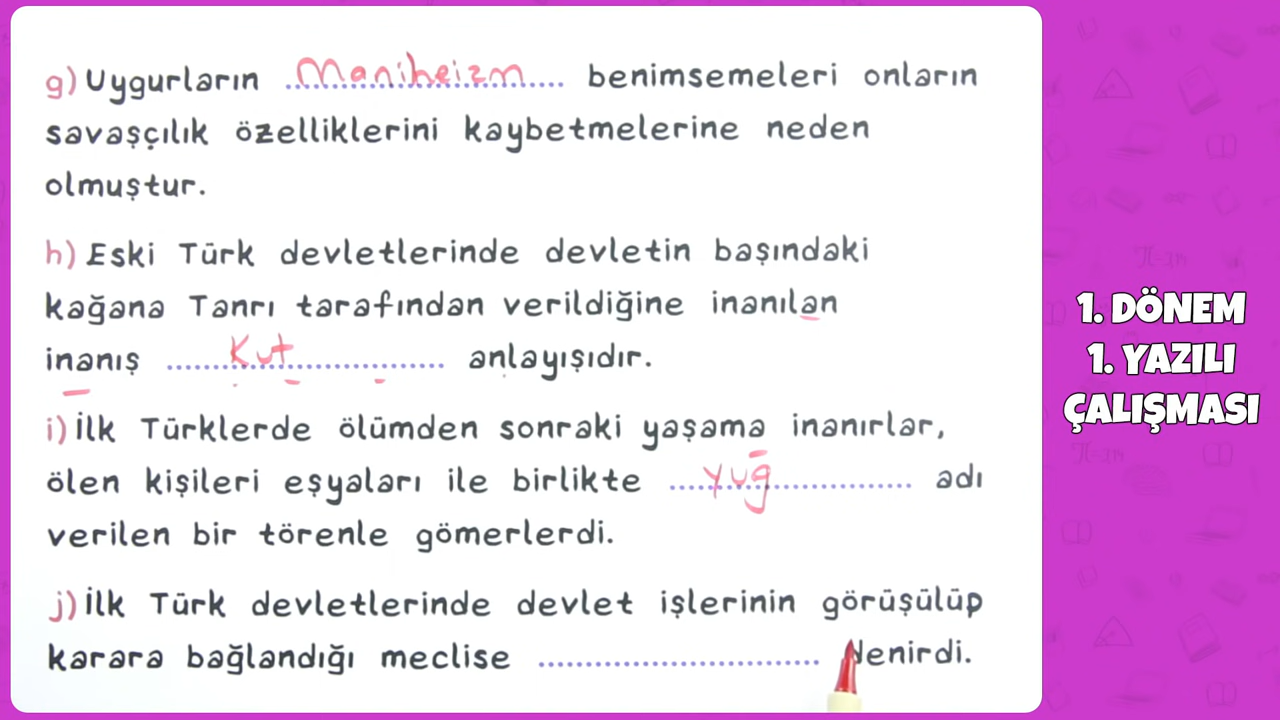 g) Uygurların Maniheizm benimsemeleri onların
savaşçılık özelliklerini kaybetmelerine neden
olmuştur.
h) Eski Türk devletlerinde devletin başındaki
kağana Tanrı tarafından verildiğine inanılan
inanış Kut anlayışıdır.
i) İlk Türklerde ölümden sonraki yaşama inanırlar,
ölen kişileri eşyaları ile birlikte yuğ adı
verilen bir törenle gömerlerdi.
j) İlk Türk devletlerinde devlet işlerinin görüşülüp
karara bağlandığı meclise .................... denirdi.
1. DÖNEM
1. YAZILI
ÇALIŞMASI